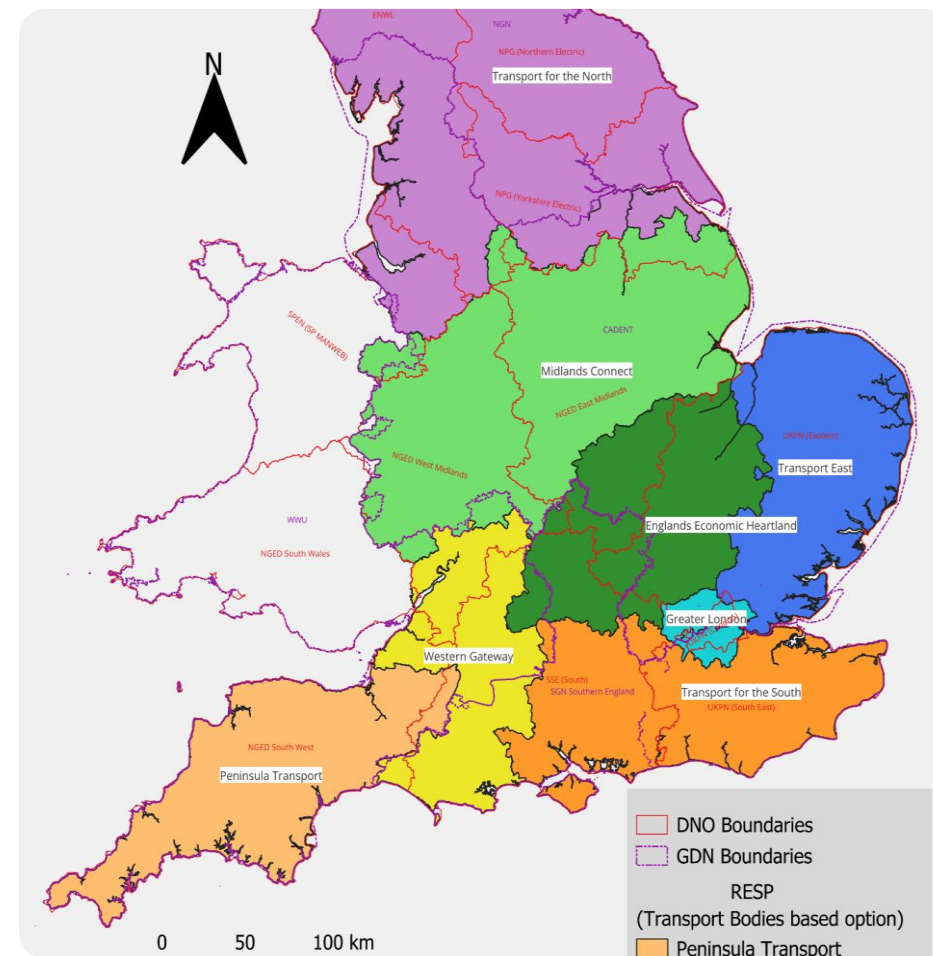 ENWL
NGN
NPG (Northern Electric)
N
Transport for the North
NPG (Yorkshire Electric)
SPEN (SP MANWEB)
CADENT
Midlands Connect
NGED East Midlands
UKPN (Eastern)
NGED West Midlands
Transport East
WWU
Englands Economic Heartland
NGED South Wales
Greater London
Western Gateway
SSE (South)
SGN Southern England
Transport for the South
UKPN (South East)
NGED South West
Peninsula Transport
DNO Boundaries
GDN Boundaries
RESP
(Transport Bodies based option)
Peninsula Transport
0 50 100 km